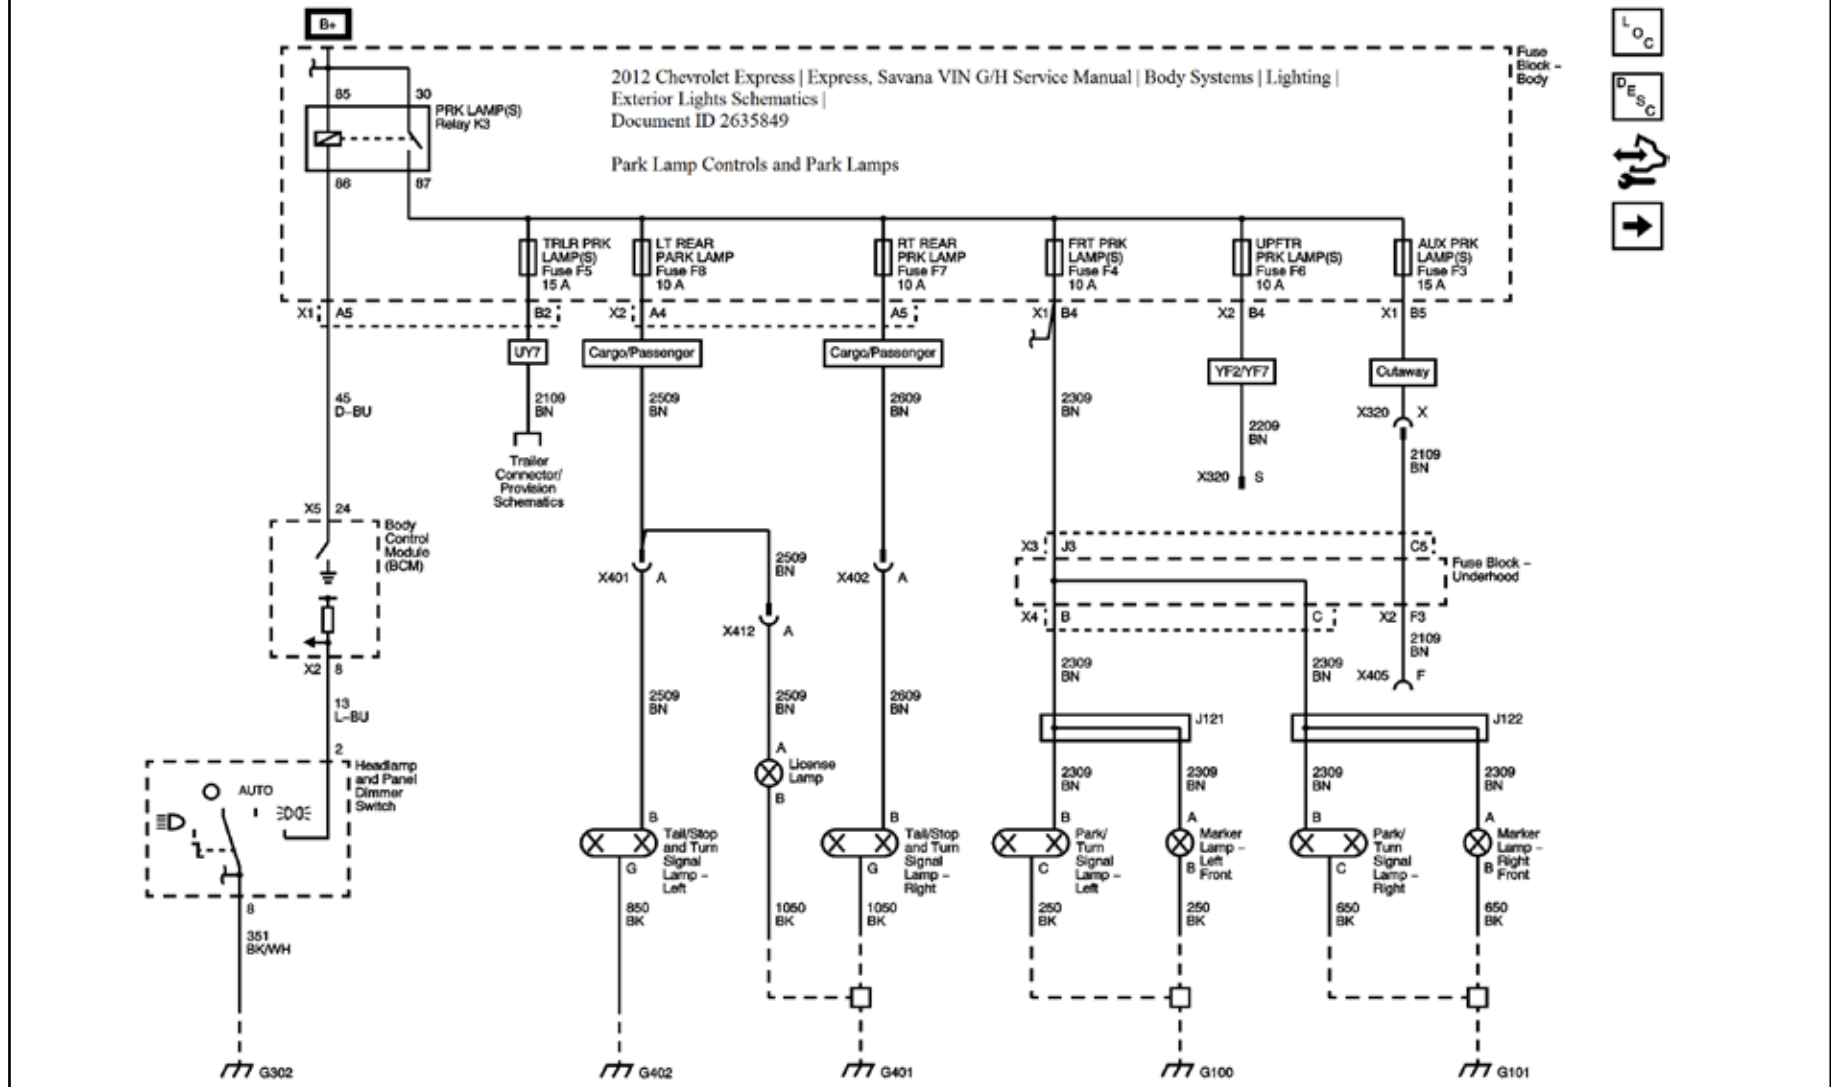 B+
L
O
C
Fuse
Block –
Body
2012 Chevrolet Express | Express, Savana VIN G/H Service Manual | Body Systems | Lighting |
Exterior Lights Schematics |
Document ID 2635849
Park Lamp Controls and Park Lamps
D
E
S
C
85
30
PRK LAMP(S)
Relay K3
86
87
TRLR PRK
LAMP(S)
Fuse F5
15 A
LT REAR
PARK LAMP
Fuse F8
10 A
RT REAR
PRK LAMP
Fuse F7
10 A
FRT PRK
LAMP(S)
Fuse F4
10 A
UPFTR
PRK LAMP(S)
Fuse F6
10 A
AUX PRK
LAMP(S)
Fuse F3
15 A
X1 A5
B2
X2 A4
A5
X1 B4
X2 B4
X1 B5
UY7
Cargo/Passenger
Cargo/Passenger
YF2/YF7
Cutaway
45
D–BU
2109
BN
2509
BN
2609
BN
2309
BN
2209
BN
X320 X
2109
BN
Trailer
Connector/
Provision
Schematics
X320 S
X5 24
Body
Control
Module
(BCM)
2509
BN
X401 A
X412 A
X402 A
X3 J3
C5
Fuse Block –
Underhood
X4 B
C
X2 F3
2109
BN
X405 F
X2 8
13
L–BU
2509
BN
2509
BN
2609
BN
2309
BN
2309
BN
J121
J122
2
Headlamp
and Panel
Dimmer
Switch
AUTO
A
License
Lamp
B
2309
BN
2309
BN
2309
BN
2309
BN
B
Tail/Stop
and Turn
Signal
Lamp –
Left
G
B
Tail/Stop
and Turn
Signal
Lamp –
Right
G
B
Park/
Turn
Signal
Lamp –
Left
C
A
Marker
Lamp –
Left
Front
B
B
Park/
Turn
Signal
Lamp –
Right
C
A
Marker
Lamp –
Right
Front
B
8
351
BK/WH
850
BK
1050
BK
1050
BK
250
BK
250
BK
650
BK
650
BK
G302
G402
G401
G100
G101